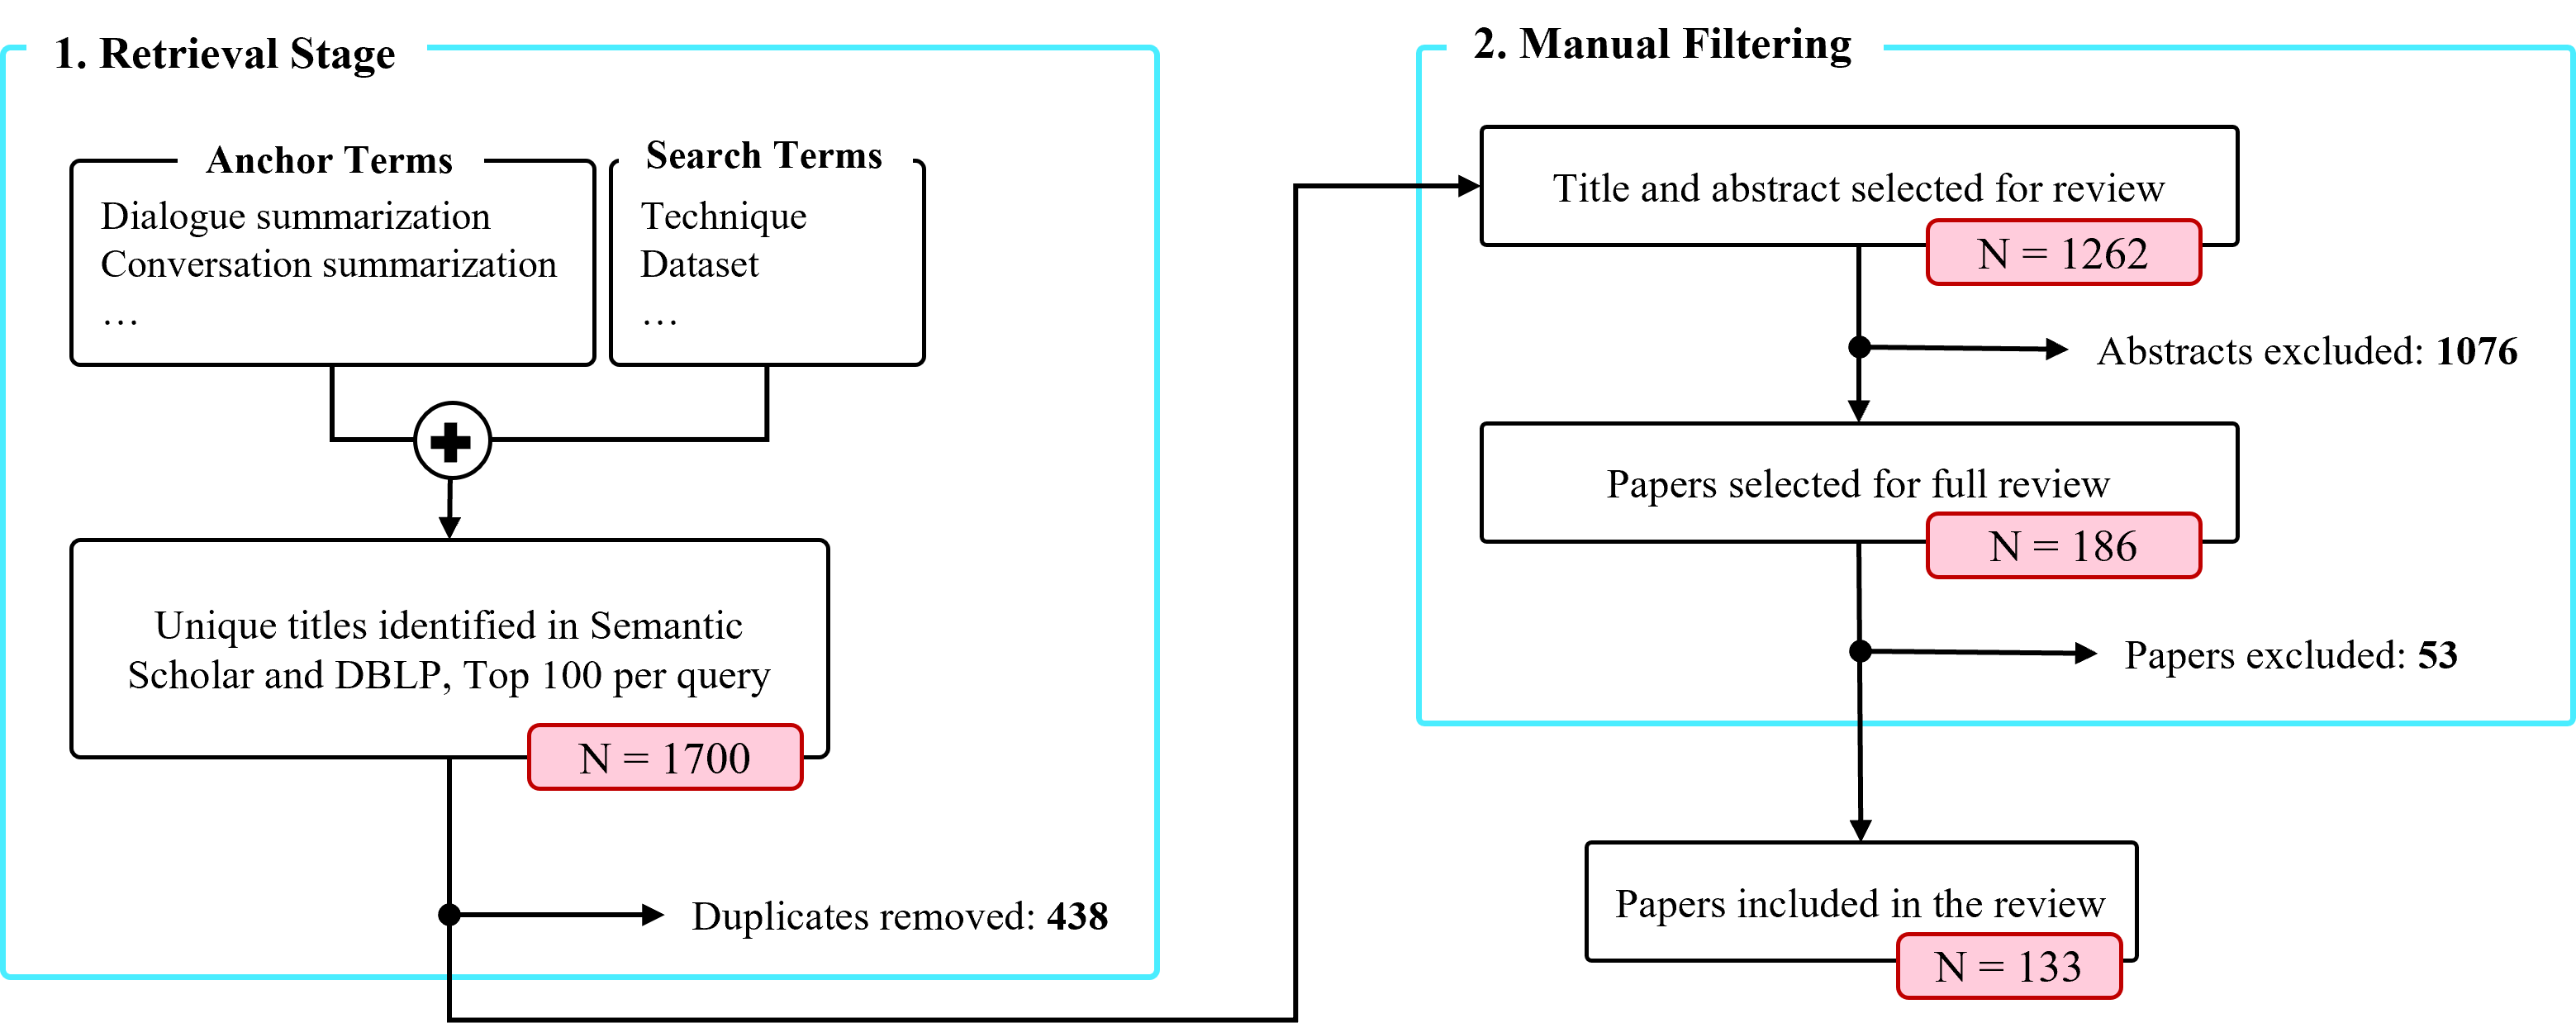 1. Retrieval Stage
Anchor Terms
Dialogue summarization
Conversation summarization
…
Search Terms
Technique
Dataset
…
Unique titles identified in Semantic
Scholar and DBLP, Top 100 per query
N = 1700
Duplicates removed: 438
2. Manual Filtering
Title and abstract selected for review
N = 1262
Abstracts excluded: 1076
Papers selected for full review
N = 186
Papers excluded: 53
Papers included in the review
N = 133